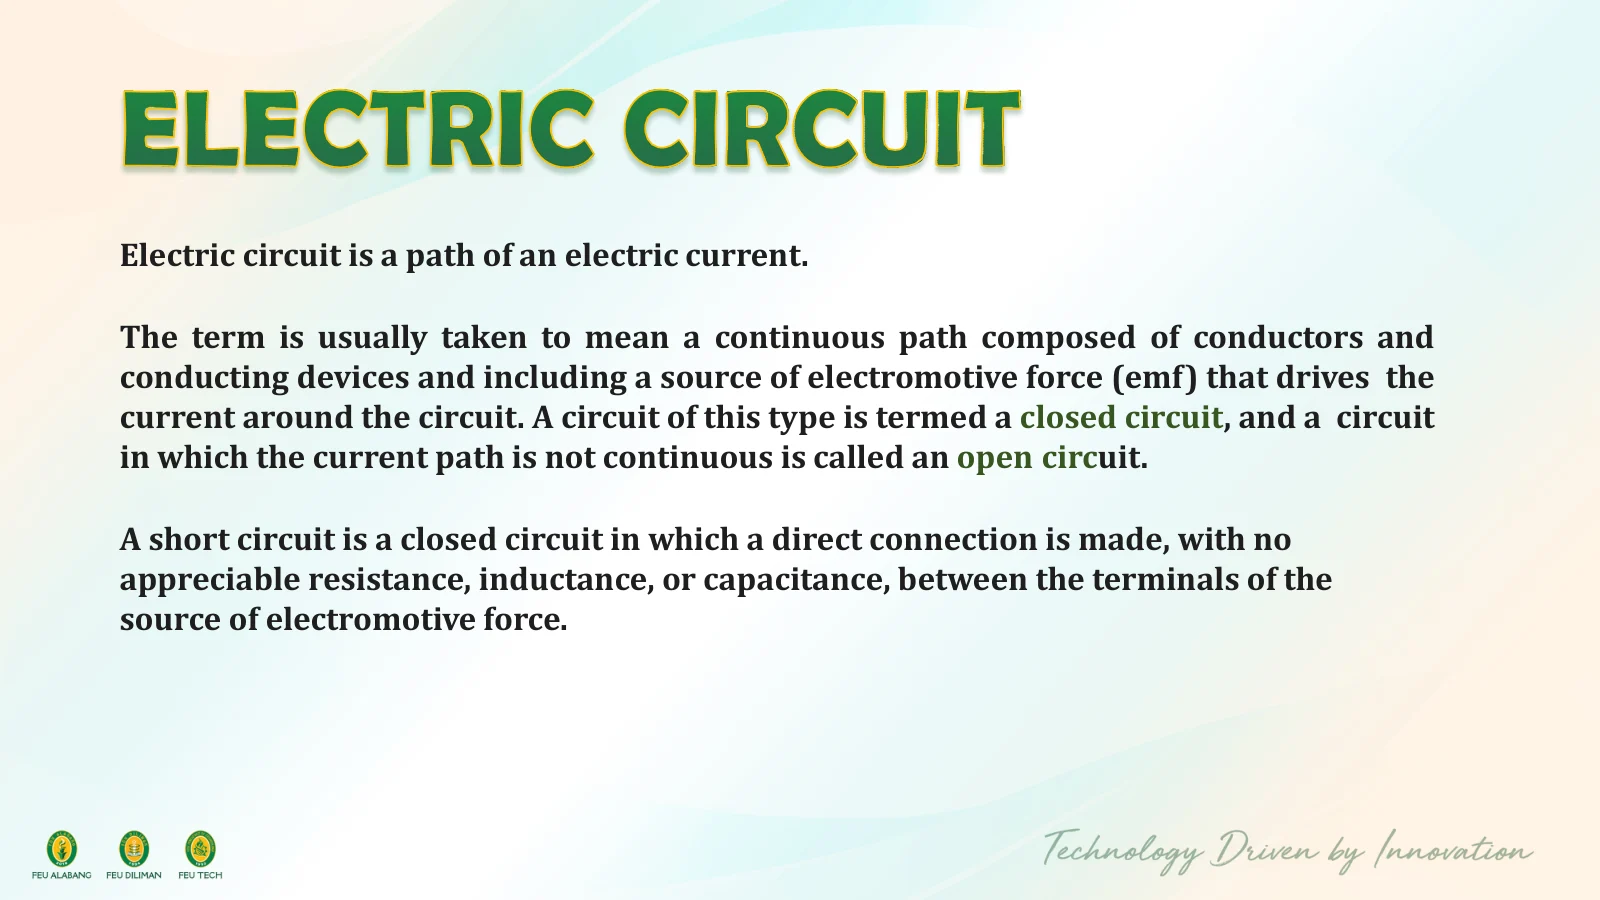 ELECTRIC CIRCUIT
Electric circuit is a path of an electric current.
The term is usually taken to mean a continuous path composed of conductors and
conducting devices and including a source of electromotive force (emf) that drives the
current around the circuit. A circuit of this type is termed a closed circuit, and a circuit
in which the current path is not continuous is called an open circuit.
A short circuit is a closed circuit in which a direct connection is made, with no
appreciable resistance, inductance, or capacitance, between the terminals of the
source of electromotive force.
FEU ALABANG FEU DILIMAN FEU TECH
Technology Driven by Innovation